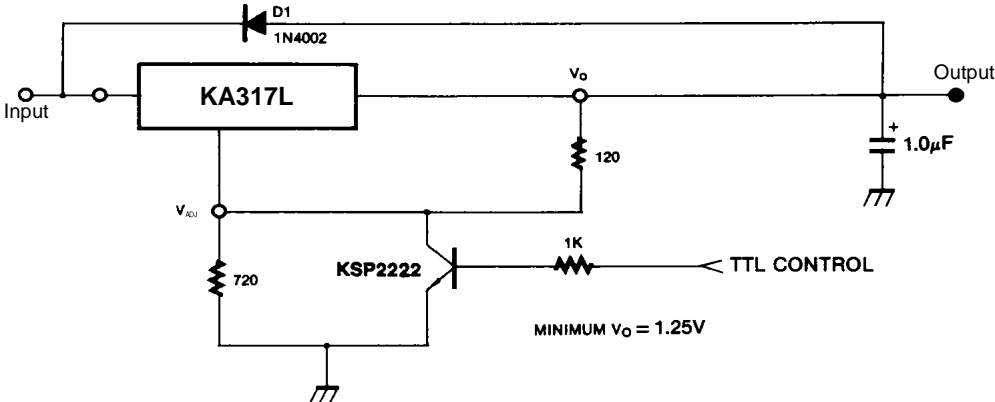 D1
1N4002
Input
KA317L
Vo
Output
120
+
1.0µF
VADJ
720
KSP2222
1K
TTL CONTROL
MINIMUM Vo = 1.25V